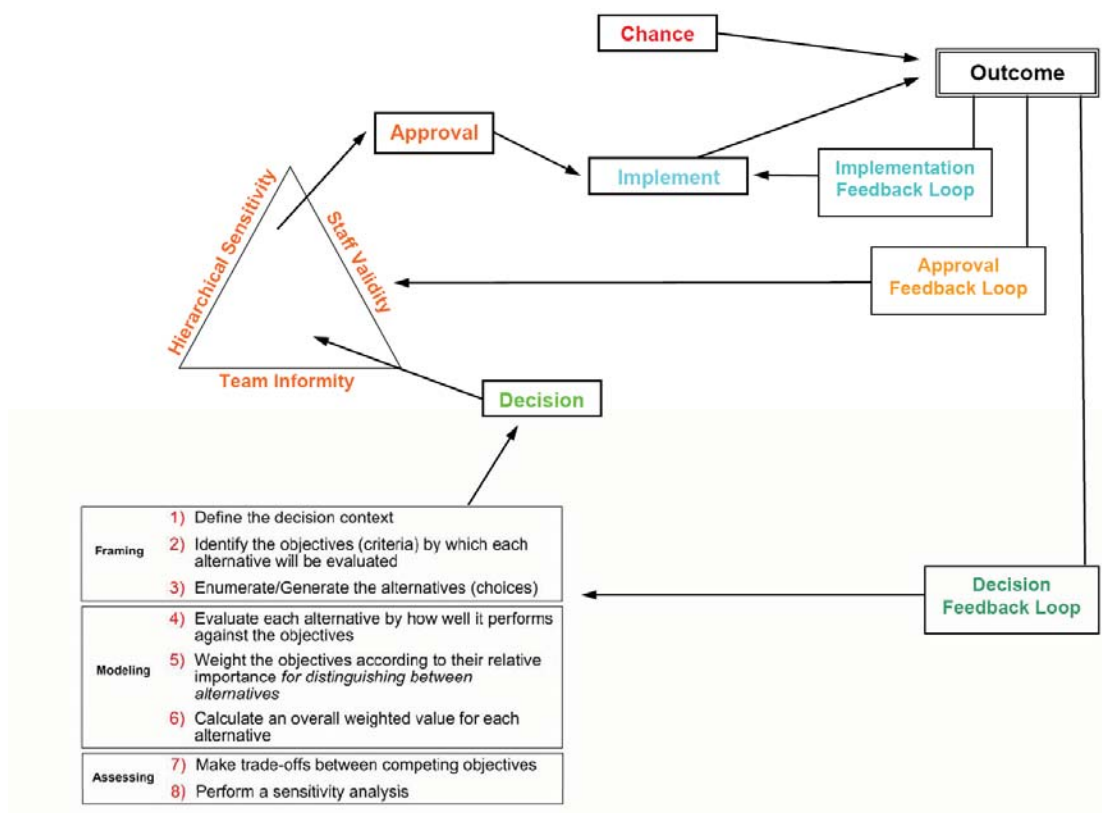 Chance
Outcome
Approval
Implement
Implementation
Feedback Loop
Hierarchical Sensitivity
Staff Validity
Approval
Feedback Loop
Team Informity
Decision
Framing
1) Define the decision context
2) Identify the objectives (criteria) by which each
alternative will be evaluated
3) Enumerate/Generate the alternatives (choices)
Decision
Feedback Loop
Modeling
4) Evaluate each alternative by how well it performs
against the objectives
5) Weight the objectives according to their relative
importance for distinguishing between
alternatives
6) Calculate an overall weighted value for each
alternative
Assessing
7) Make trade-offs between competing objectives
8) Perform a sensitivity analysis